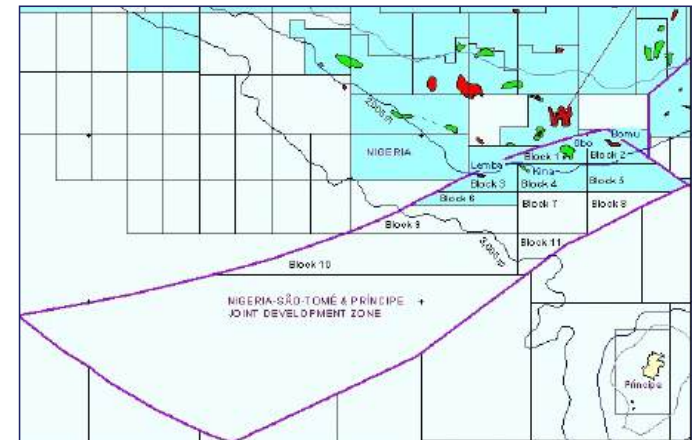 2,000 m
NIGERIA
Bomu
Obo
Block 1
Block 2
Lemba
Kina
Block 3
Block 4
Block 5
Block 6
Block 7
Block 8
Block 9
3,000 m
Block 11
Block 10
NIGERIA-SÃO-TOMÉ & PRÍNCIPE
JOINT DEVELOPMENT ZONE
Príncipe